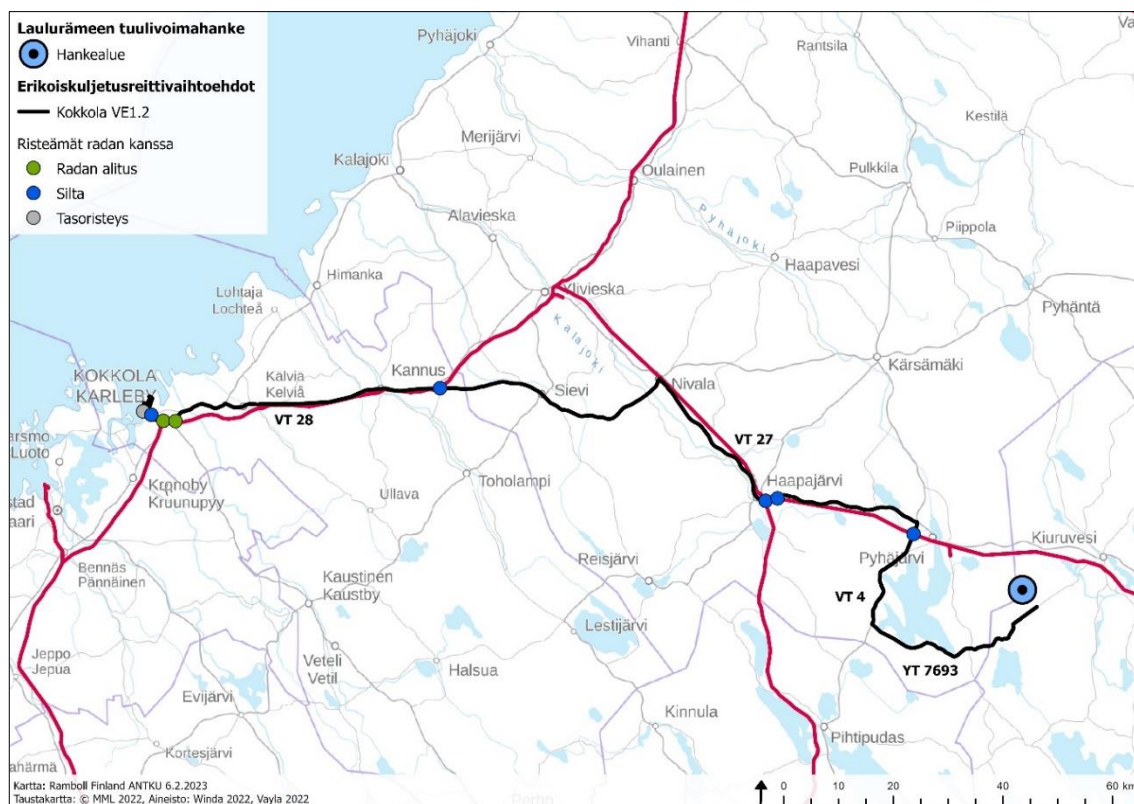 Laulurämeen tuulivoimahanke
Hankealue
Erikoiskuljetusreittivaihtoehdot
Kokkola VE1.2
Risteämät radan kanssa
Radan alitus
Silta
Tasoristeys
Pyhäjoki
Vihanti
Rantsila
Kestilä
Merijärvi
Oulainen
Pulkkila
Kalajoki
Alavieska
Pyhäjoki
Piippola
Haapavesi
Himanka
Ylivieska
Pyhäntä
Lohtaja
Lochteå
Kalajoki
Kärsämäki
KOKKOLA
KARLEBY
Kälviä
Kelviå
Kannus
Sievi
Nivala
VT 28
VT 27
Luoto
Kronoby
Kruunupyy
Ullava
Toholampi
Haapajärvi
Pyhäjärvi
Kiuruvesi
Bennäs
Pännäinen
Kaustinen
Kaustby
Reisjärvi
VT 4
Lestijärvi
Jeppo
Jepua
Veteli
Vetil
Halsua
YT 7693
Evijärvi
Kortesjärvi
Kinnula
Pihtipudas
Kartta: Ramboll Finland ANTKU 6.2.2023
Taustakartta: © MML 2022, Aineisto: Winda 2022, Vayla 2022
0 20 40 60 km